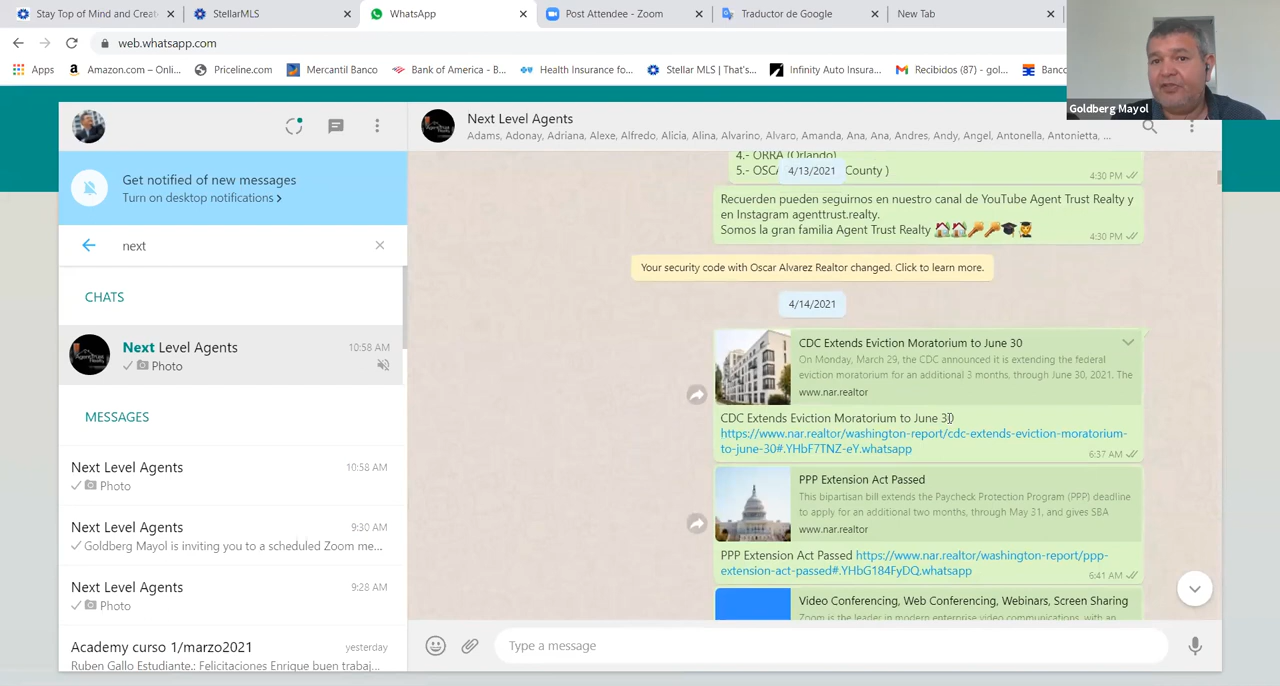 Stay Top of Mind and Creat
StellarMLS
WhatsApp
Post Attendee - Zoom
Traductor de Google
New Tab
web.whatsapp.com
Apps
Amazon.com – Onli...
Priceline.com
Mercantil Banco
Bank of America - B...
Health Insurance fo...
Stellar MLS | That's...
Infinity Auto Insura...
Recibidos (87) - gol...
Banco
Goldberg Mayol
Get notified of new messages
Turn on desktop notifications
next
CHATS
Next Level Agents
10:58 AM
Photo
MESSAGES
Next Level Agents
10:58 AM
Photo
Next Level Agents
9:30 AM
Goldberg Mayol is inviting you to a scheduled Zoom me...
Next Level Agents
9:28 AM
Photo
Academy curso 1/marzo2021
yesterday
Ruben Gallo Estudiante.: Felicitaciones Enrique buen trabaj...
Next Level Agents
Adams, Adonay, Adriana, Alexe, Alfredo, Alicia, Alina, Alvarino, Alvaro, Amanda, Ana, Ana, Andres, Andy, Angel, Antonella, Antonietta, ...
4.- ORRA (Orlando)
4/13/2021
5.- OSCA County )
4:30 PM
Recuerden pueden seguirnos en nuestro canal de YouTube Agent Trust Realty y
en Instagram agenttrust.realty.
Somos la gran familia Agent Trust Realty 🏠🏠🔑🔑🎓👩‍🎓
4:30 PM
Your security code with Oscar Alvarez Realtor changed. Click to learn more.
4/14/2021
CDC Extends Eviction Moratorium to June 30
On Monday, March 29, the CDC announced it is extending the federal
eviction moratorium for an additional 3 months, through June 30, 2021. The
www.nar.realtor
CDC Extends Eviction Moratorium to June 30
https://www.nar.realtor/washington-report/cdc-extends-eviction-moratorium-
to-june-30#.YHbF7TNZ-eY.whatsapp
6:37 AM
PPP Extension Act Passed
This bipartisan bill extends the Paycheck Protection Program (PPP) deadline
to apply for an additional two months, through May 31, and gives SBA
www.nar.realtor
PPP Extension Act Passed https://www.nar.realtor/washington-report/ppp-
extension-act-passed#.YHbG184FyDQ.whatsapp
6:41 AM
Video Conferencing, Web Conferencing, Webinars, Screen Sharing
Zoom is the leader in modern enterprise video communications, with an
Type a message